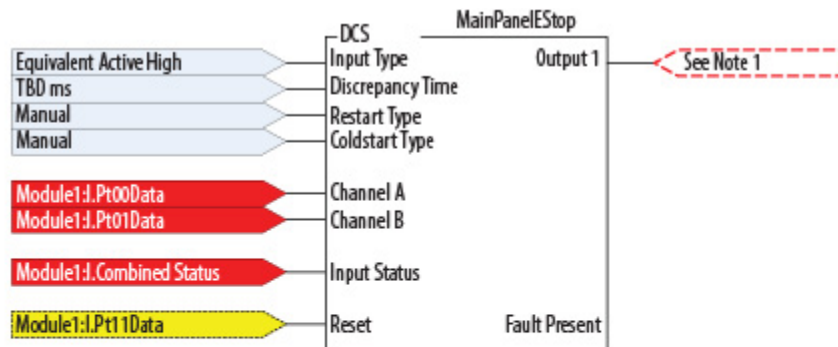 MainPanelEStop
DCS
Equivalent Active High Input Type Output 1 See Note 1
TBD ms Discrepancy Time
Manual Restart Type
Manual Coldstart Type
Module1:I.Pt00Data Channel A
Module1:I.Pt01Data Channel B
Module1:I.Combined Status Input Status
Module1:I.Pt11Data Reset Fault Present